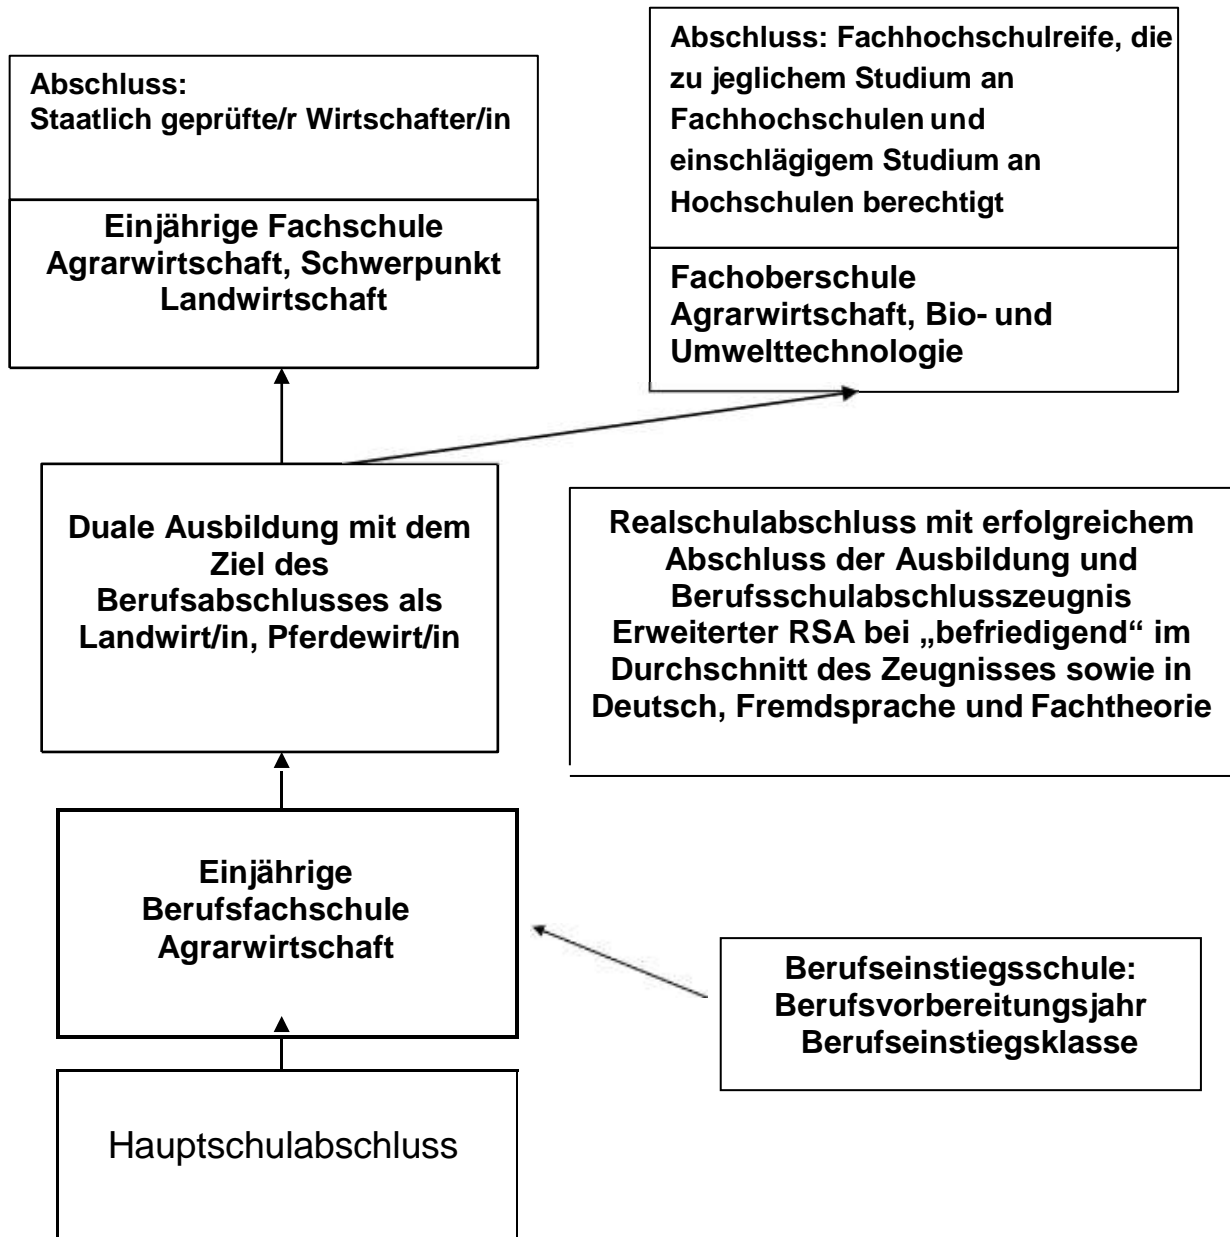 Abschluss:
Staatlich geprüfte/r Wirtschafter/in
Einjährige Fachschule
Agrarwirtschaft, Schwerpunkt
Landwirtschaft
Abschluss: Fachhochschulreife, die
zu jeglichem Studium an
Fachhochschulen und
einschlägigem Studium an
Hochschulen berechtigt
Fachoberschule
Agrarwirtschaft, Bio- und
Umwelttechnologie
Duale Ausbildung mit dem
Ziel des
Berufsabschlusses als
Landwirt/in, Pferdewirt/in
Realschulabschluss mit erfolgreichem
Abschluss der Ausbildung und
Berufsschulabschlusszeugnis
Erweiterter RSA bei „befriedigend“ im
Durchschnitt des Zeugnisses sowie in
Deutsch, Fremdsprache und Fachtheorie
Einjährige
Berufsfachschule
Agrarwirtschaft
Berufseinstiegsschule:
Berufsvorbereitungsjahr
Berufseinstiegsklasse
Hauptschulabschluss